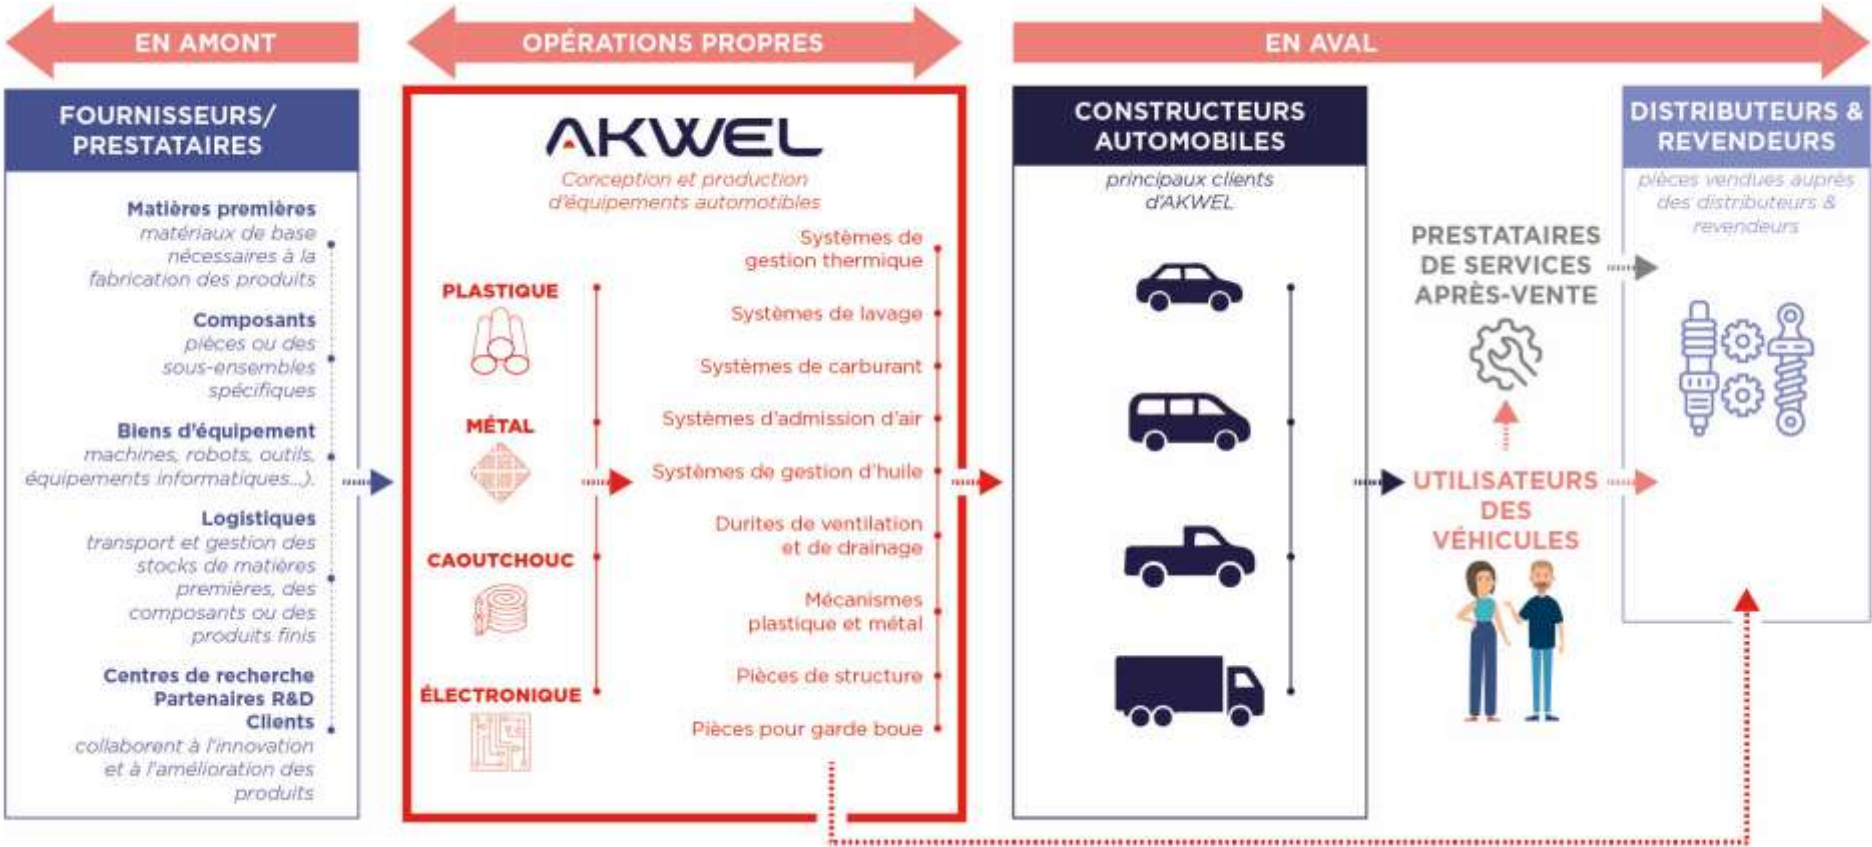 EN AMONT
OPÉRATIONS PROPRES
EN AVAL
FOURNISSEURS/
PRESTATAIRES
Matières premières
matériaux de base
nécessaires à la
fabrication des produits
Composants
pièces ou des
sous-ensembles
spécifiques
Biens d'équipement
machines, robots, outils,
équipements informatiques...).
Logistiques
transport et gestion des
stocks de matières
premières, des
composants ou des
produits finis
Centres de recherche
Partenaires R&D
Clients
collaborent à l'innovation
et à l'amélioration des
produits
AKWEL
Conception et production
d'équipements automotibles
PLASTIQUE
MÉTAL
CAOUTCHOUC
ÉLECTRONIQUE
Systèmes de
gestion thermique
Systèmes de lavage
Systèmes de carburant
Systèmes d'admission d'air
Systèmes de gestion d'huile
Durites de ventilation
et de drainage
Mécanismes
plastique et métal
Pièces de structure
Pièces pour garde boue
CONSTRUCTEURS
AUTOMOBILES
principaux clients
d'AKWEL
PRESTATAIRES
DE SERVICES
APRÈS-VENTE
UTILISATEURS
DES
VÉHICULES
DISTRIBUTEURS &
REVENDEURS
pièces vendues auprès
des distributeurs &
revendeurs